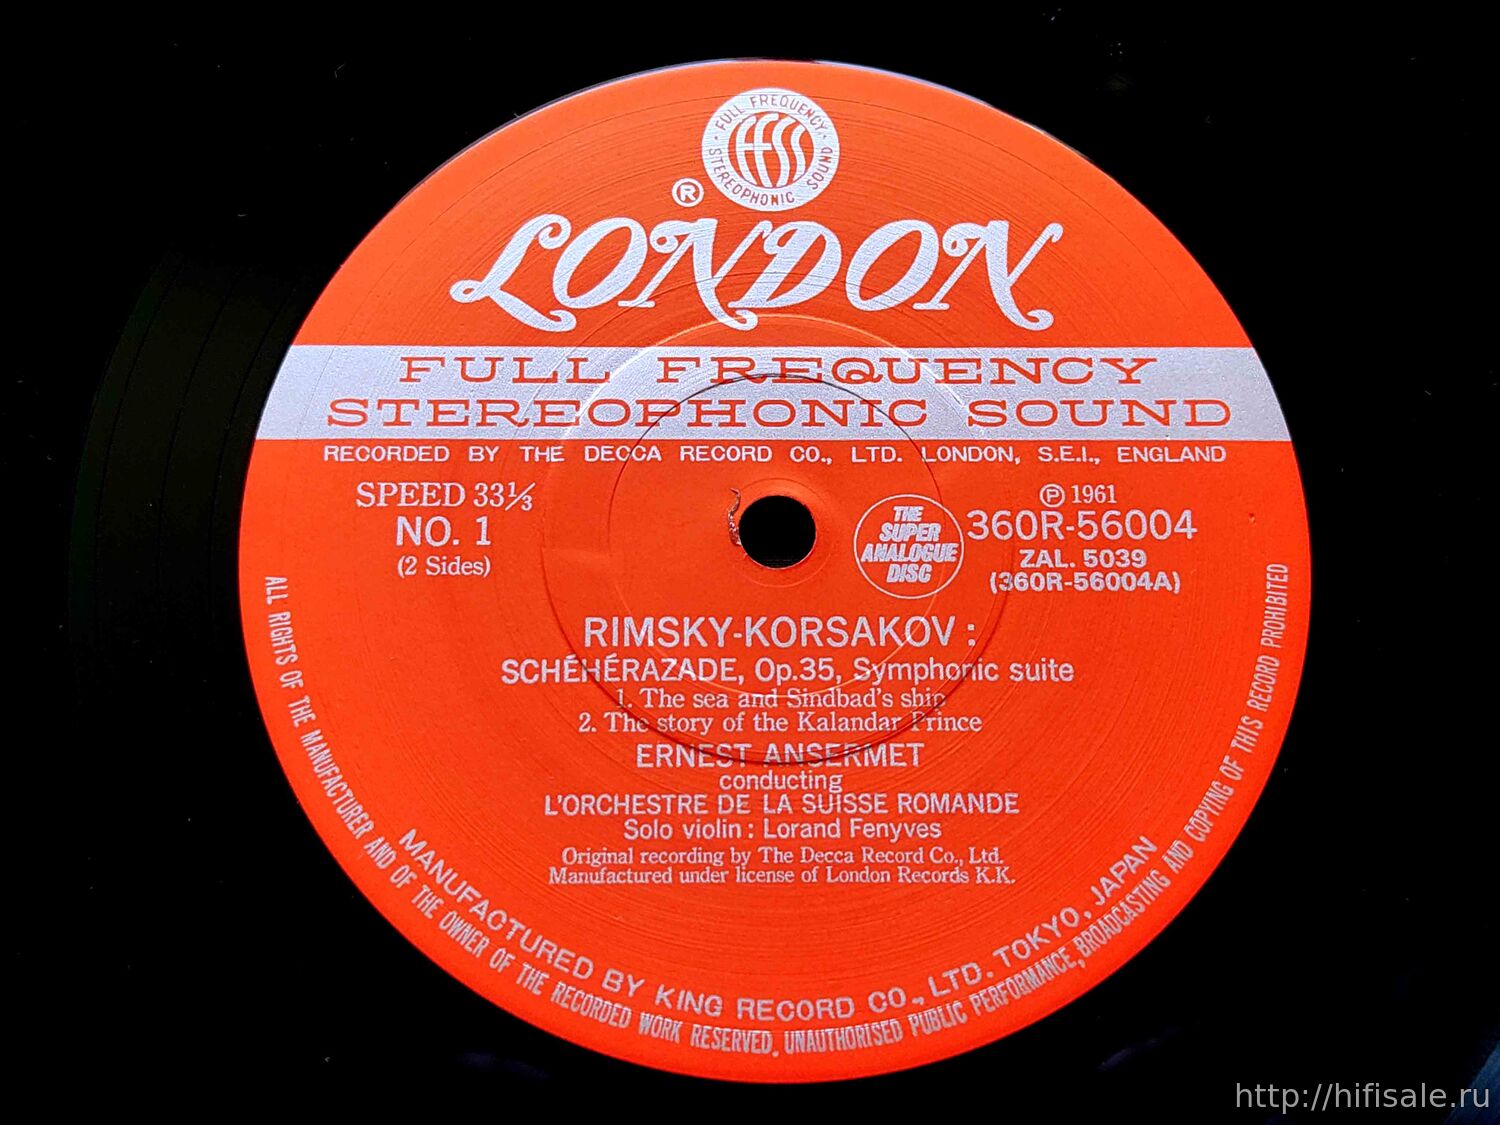 FULL FREQUENCY
FFSS
STEREOPHONIC SOUND
®
LONDON
FULL FREQUENCY
STEREOPHONIC SOUND
RECORDED BY THE DECCA RECORD CO., LTD. LONDON, S.E.I., ENGLAND
SPEED 33⅓
NO. 1
(2 Sides)
THE
SUPER
ANALOGUE
DISC
℗ 1961
360R-56004
ZAL. 5039
(360R-56004A)
RIMSKY-KORSAKOV :
SCHÉHÉRAZADE, Op.35, Symphonic suite
1. The sea and Sindbad's ship
2. The story of the Kalandar Prince
ERNEST ANSERMET
conducting
L'ORCHESTRE DE LA SUISSE ROMANDE
Solo violin : Lorand Fenyves
Original recording by The Decca Record Co., Ltd.
Manufactured under license of London Records K.K.
MANUFACTURED BY KING RECORD CO., LTD. TOKYO, JAPAN
ALL RIGHTS OF THE MANUFACTURER AND OF THE OWNER OF THE RECORDED WORK RESERVED. UNAUTHORISED PUBLIC PERFORMANCE, BROADCASTING AND COPYING OF THIS RECORD PROHIBITED
http://hifisale.ru